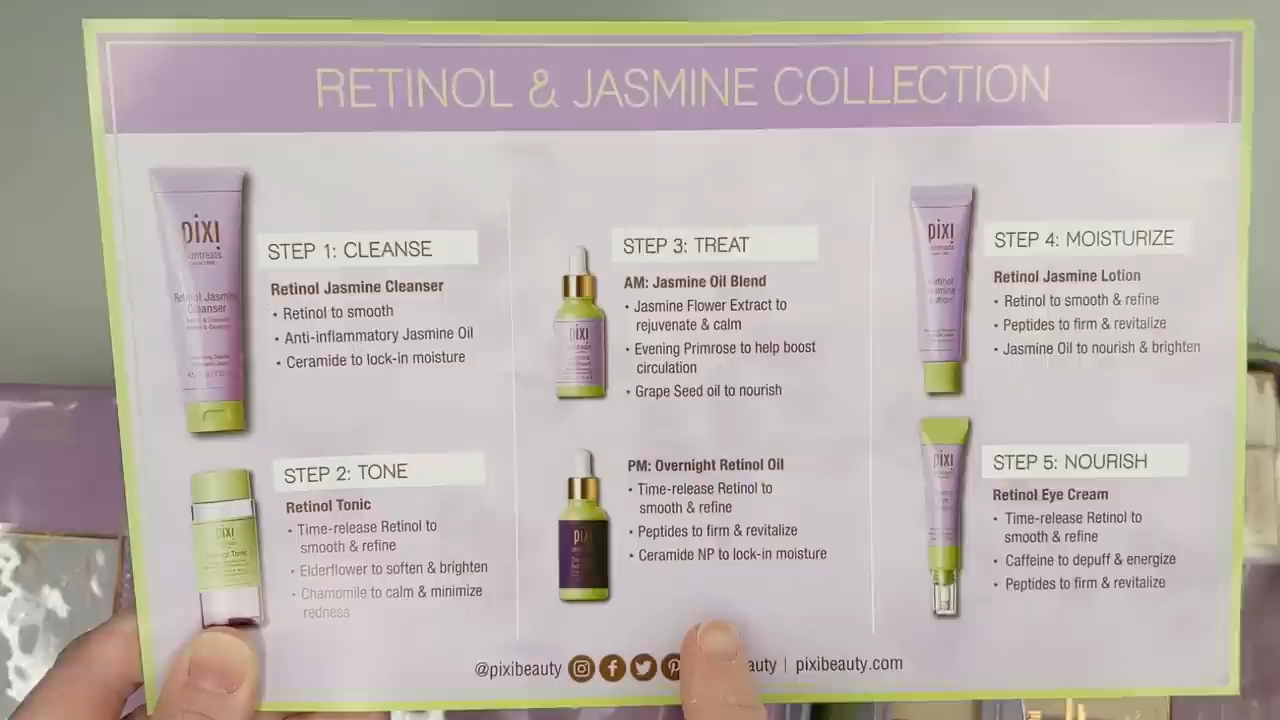 RETINOL & JASMINE COLLECTION
pixi
Retinol Jasmine
Cleanser
STEP 1: CLEANSE
Retinol Jasmine Cleanser
• Retinol to smooth
• Anti-inflammatory Jasmine Oil
• Ceramide to lock-in moisture
pixi
Tonic
STEP 2: TONE
Retinol Tonic
• Time-release Retinol to
smooth & refine
• Elderflower to soften & brighten
• Chamomile to calm & minimize
redness
pixi
STEP 3: TREAT
AM: Jasmine Oil Blend
• Jasmine Flower Extract to
rejuvenate & calm
• Evening Primrose to help boost
circulation
• Grape Seed oil to nourish
pixi
PM: Overnight Retinol Oil
• Time-release Retinol to
smooth & refine
• Peptides to firm & revitalize
• Ceramide NP to lock-in moisture
pixi
Retinol
Jasmine
Lotion
STEP 4: MOISTURIZE
Retinol Jasmine Lotion
• Retinol to smooth & refine
• Peptides to firm & revitalize
• Jasmine Oil to nourish & brighten
pixi
STEP 5: NOURISH
Retinol Eye Cream
• Time-release Retinol to
smooth & refine
• Caffeine to depuff & energize
• Peptides to firm & revitalize
@pixibeauty auty | pixibeauty.com